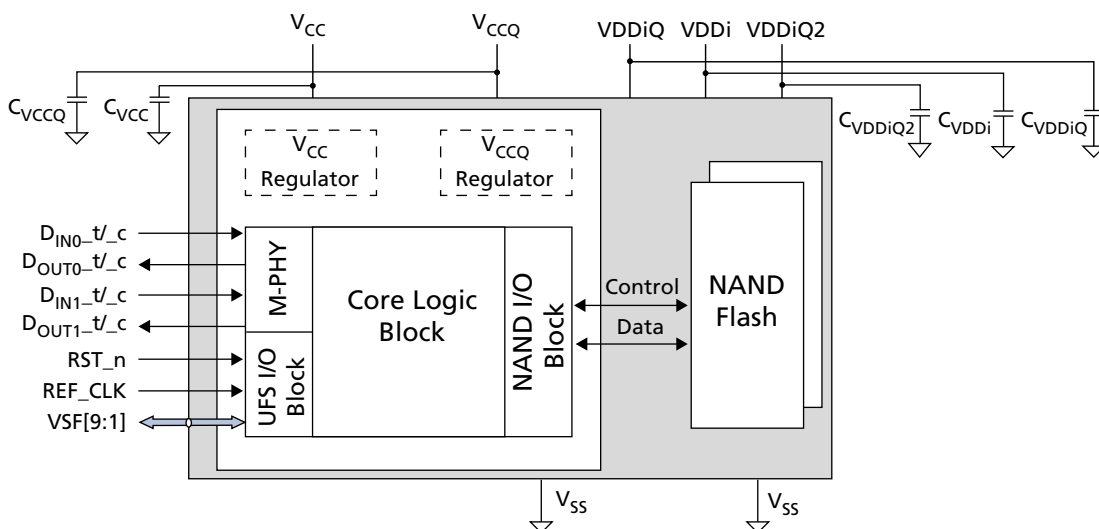 VCC
VCCQ
VDDiQ
VDDi
VDDiQ2
CVCCQ
CVCC
CVDDiQ2
CVDDi
CVDDiQ
VCC
Regulator
VCCQ
Regulator
DIN0_t/_c
DOUT0_t/_c
DIN1_t/_c
DOUT1_t/_c
RST_n
REF_CLK
VSF[9:1]
M-PHY
UFS I/O
Block
Core Logic
Block
NAND I/O
Block
Control
Data
NAND
Flash
VSS
VSS